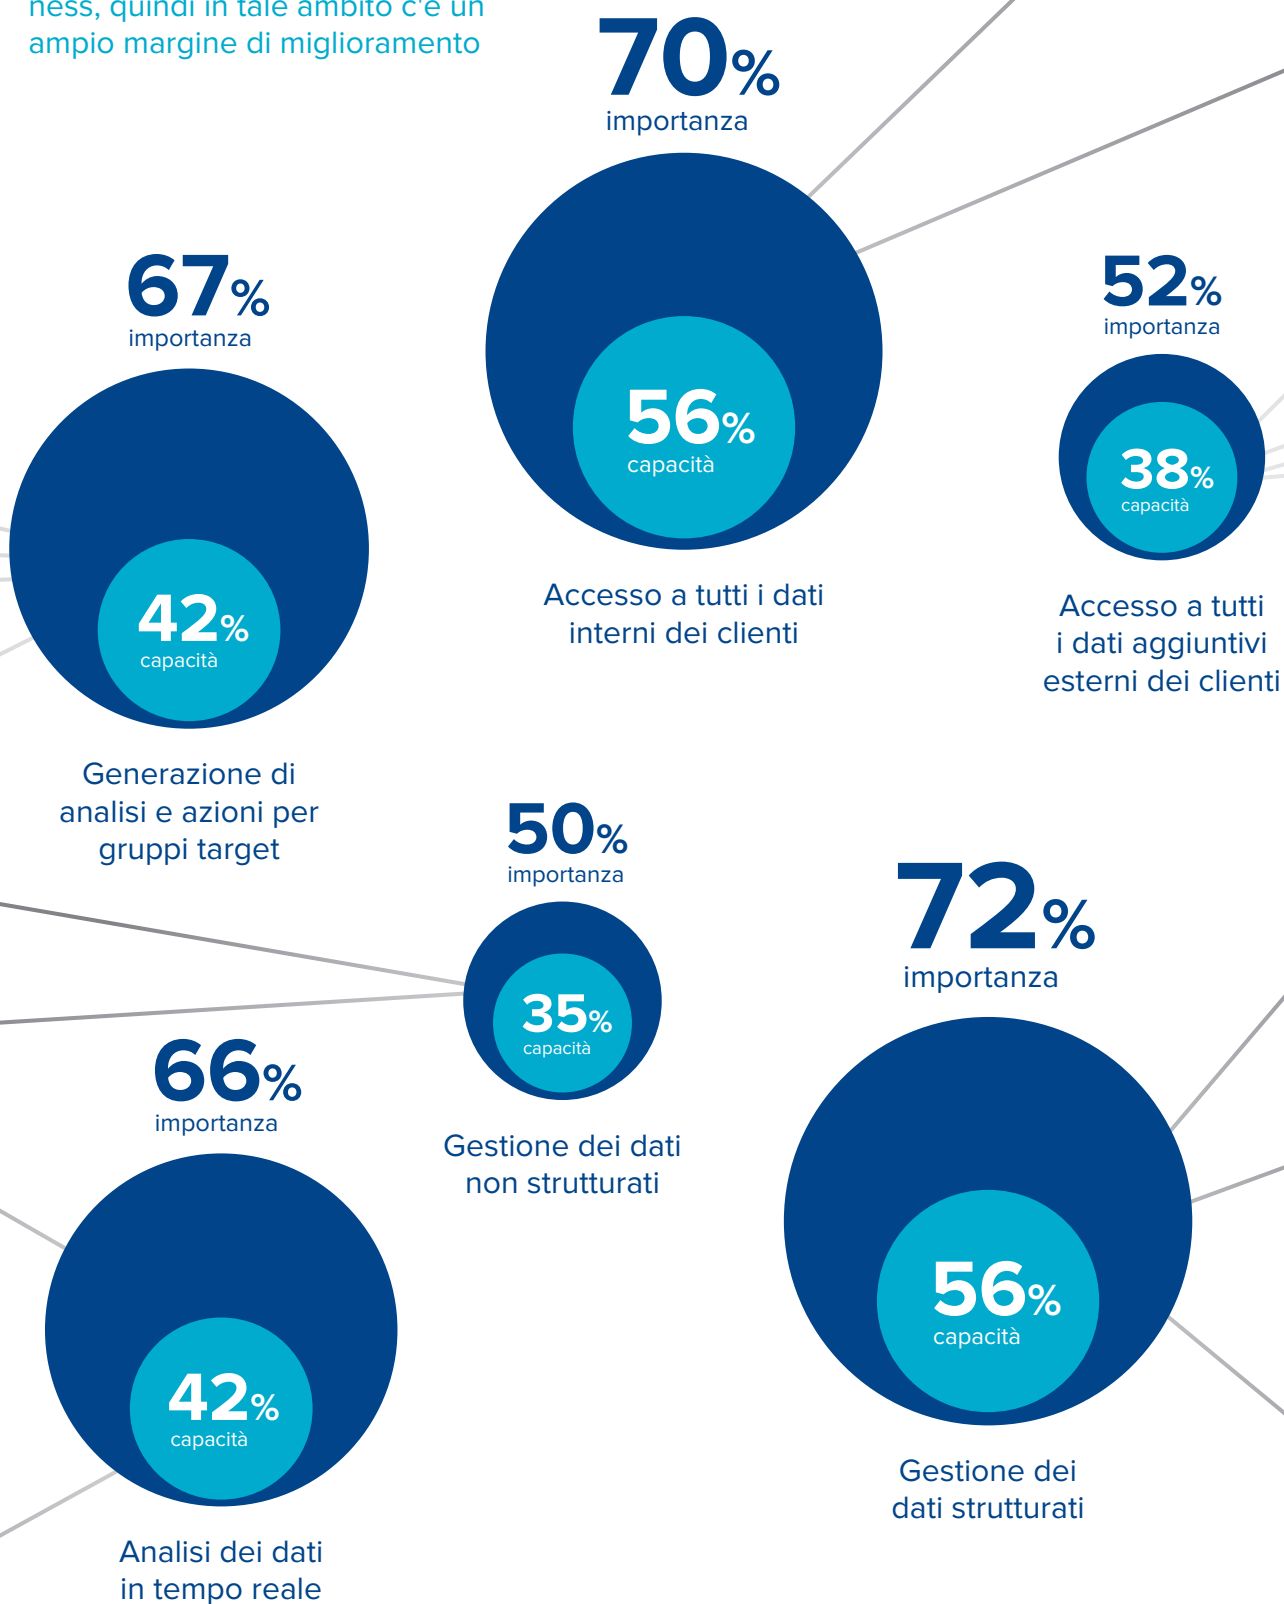 ness, quindi in tale ambito c'è un
ampio margine di miglioramento
70%
importanza
56%
capacità
Accesso a tutti i dati
interni dei clienti
67%
importanza
42%
capacità
Generazione di
analisi e azioni per
gruppi target
52%
importanza
38%
capacità
Accesso a tutti
i dati aggiuntivi
esterni dei clienti
50%
importanza
35%
capacità
Gestione dei dati
non strutturati
72%
importanza
56%
capacità
Gestione dei
dati strutturati
66%
importanza
42%
capacità
Analisi dei dati
in tempo reale